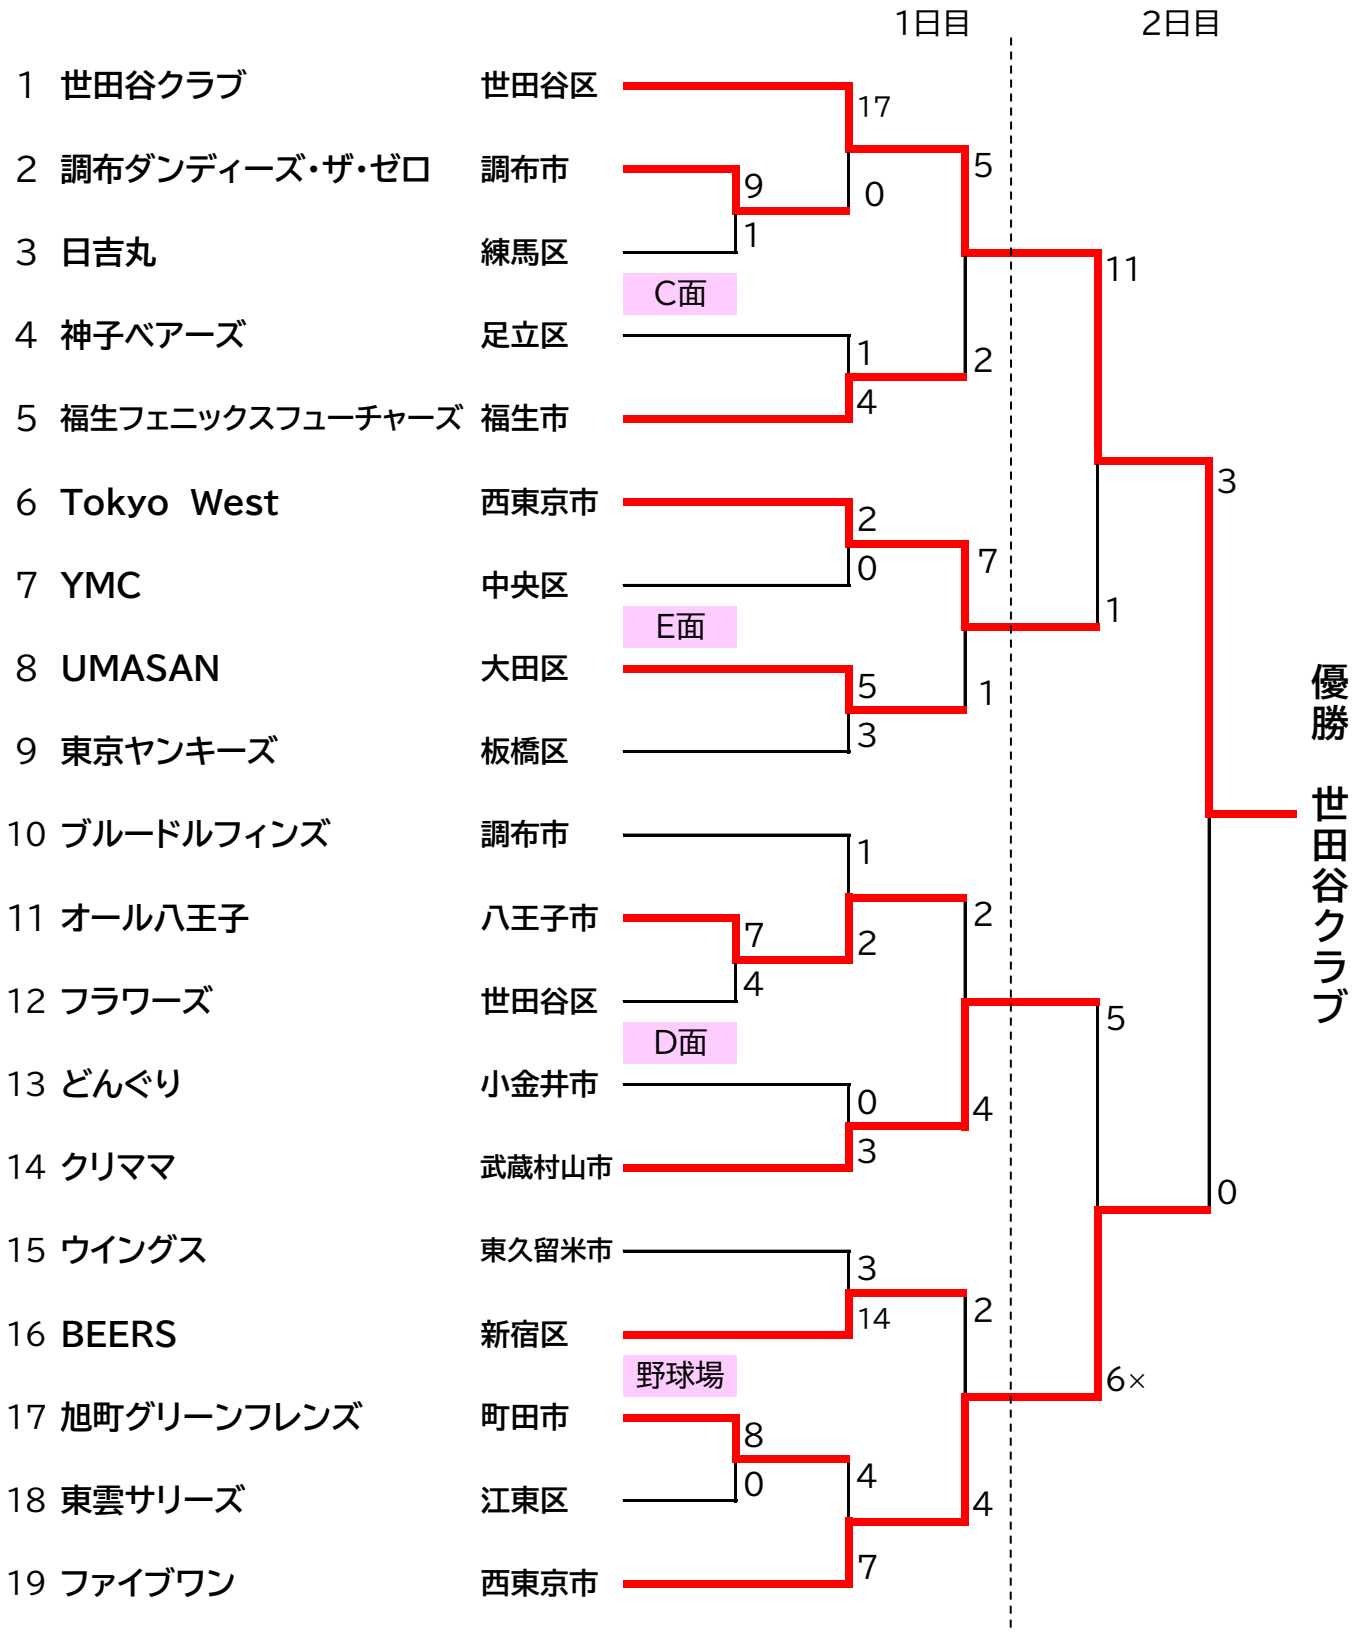 1日目 2日目
1 世田谷クラブ 世田谷区
17
2 調布ダンディーズ・ザ・ゼロ 調布市
5
9
0
1
3 日吉丸 練馬区
11
C面
4 神子ベアーズ 足立区
1
2
4
5 福生フェニックスフューチャーズ 福生市
3
6 Tokyo West 西東京市
2
7
0
7 YMC 中央区
1
E面
8 UMASAN 大田区
5
1
3
9 東京ヤンキーズ 板橋区
10 ブルードルフィンズ 調布市
1
11 オール八王子 八王子市
2
7
2
4
12 フラワーズ 世田谷区
5
D面
13 どんぐり 小金井市
0
4
3
14 クリママ 武蔵村山市
0
15 ウイングス 東久留米市
3
2
14
16 BEERS 新宿区
野球場
6×
17 旭町グリーンフレンズ 町田市
8
4
0
18 東雲サリーズ 江東区
4
7
19 ファイブワン 西東京市
優勝 世田谷クラブ